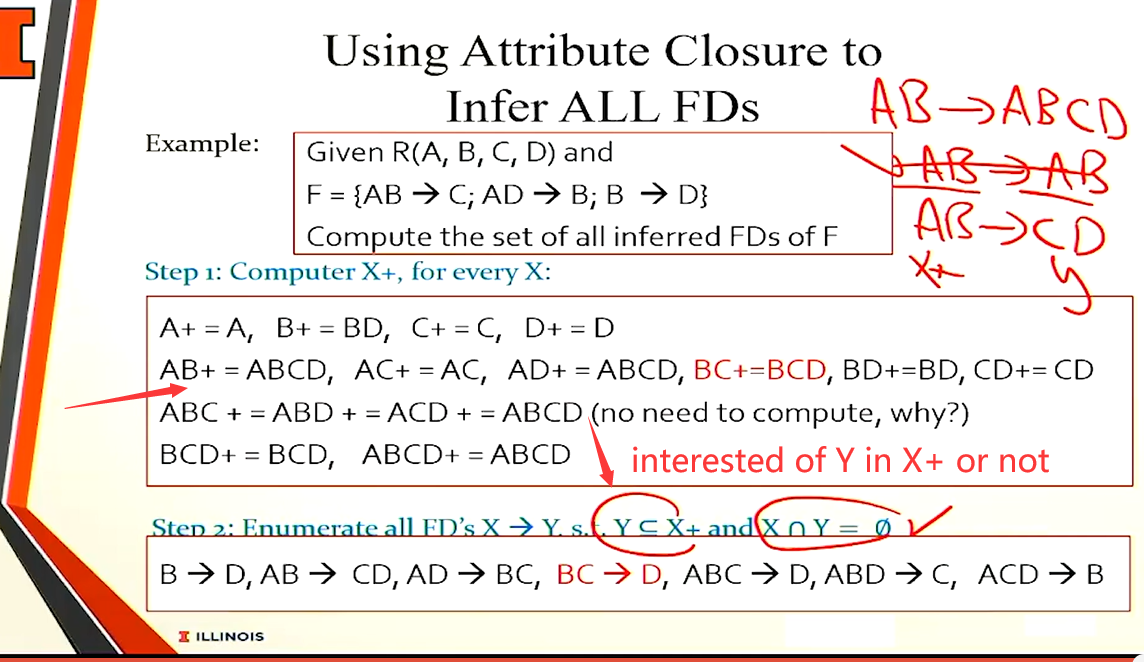 Using Attribute Closure to
Infer ALL FDs
AB→ABCD
AB→AB
AB→CD
X+ y
Example:
Given R(A, B, C, D) and
F = {AB → C; AD → B; B → D}
Compute the set of all inferred FDs of F
Step 1: Computer X+, for every X:
A+ = A, B+ = BD, C+ = C, D+ = D
AB+ = ABCD, AC+ = AC, AD+ = ABCD, BC+=BCD, BD+=BD, CD+= CD
ABC + = ABD + = ACD + = ABCD (no need to compute, why?)
BCD+ = BCD, ABCD+ = ABCD
interested of Y in X+ or not
Step 2: Enumerate all FD's X → Y, s.t. Y ⊆ X+ and X ∩ Y = ∅
B → D, AB → CD, AD → BC, BC → D, ABC → D, ABD → C, ACD → B
I ILLINOIS